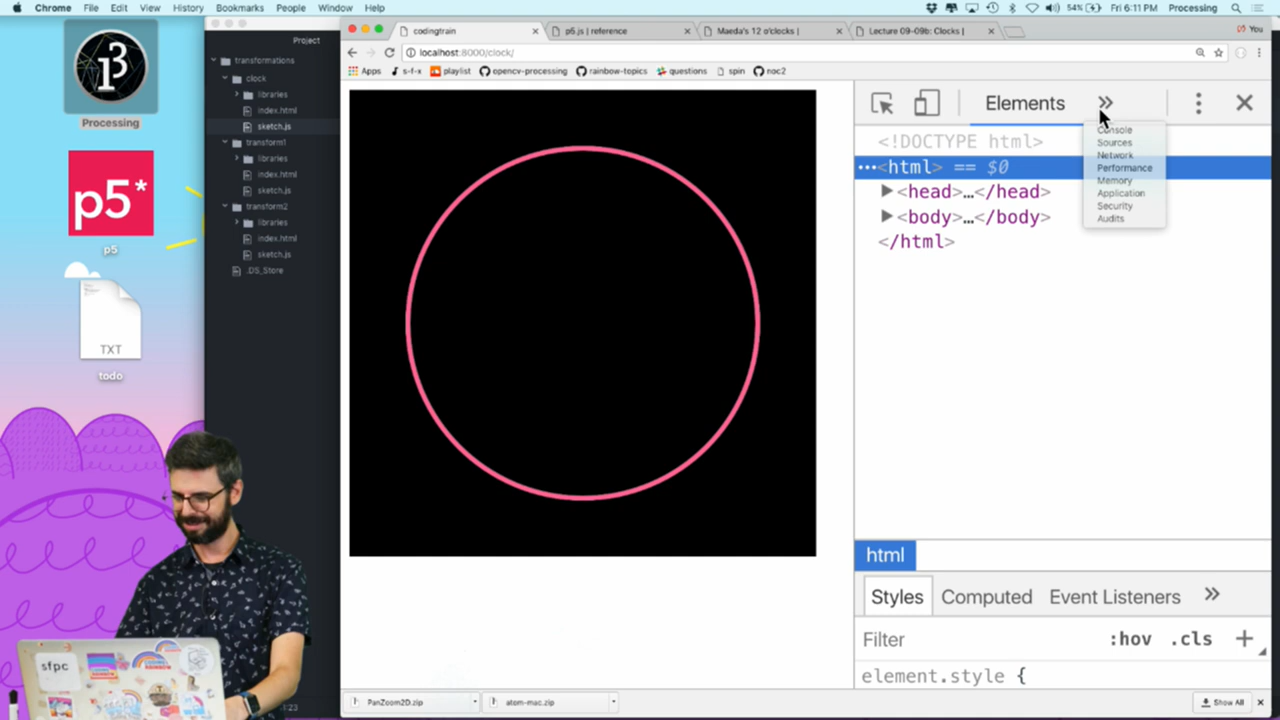 Chrome File Edit View History Bookmarks People Window Help 54% Fri 6:11 PM Processing
Processing
p5*
p5
TXT
todo
sfpc
Project
transformations
clock
libraries
index.html
sketch.js
transform1
libraries
index.html
sketch.js
transform2
libraries
index.html
sketch.js
.DS_Store
1:23
codingtrain
p5.js | reference
Maeda's 12 o'clocks |
Lecture 09-09b: Clocks |
You
localhost:8000/clock/
Apps s-f-x playlist opencv-processing rainbow-topics questions spin noc2
Elements
Console
Sources
Network
Performance
Memory
Application
Security
Audits
<!DOCTYPE html>
…<html> == $0
<head>…</head>
<body>…</body>
</html>
html
Styles Computed Event Listeners
Filter :hov .cls
element.style {
PanZoom2D.zip
atom-mac.zip
Show All